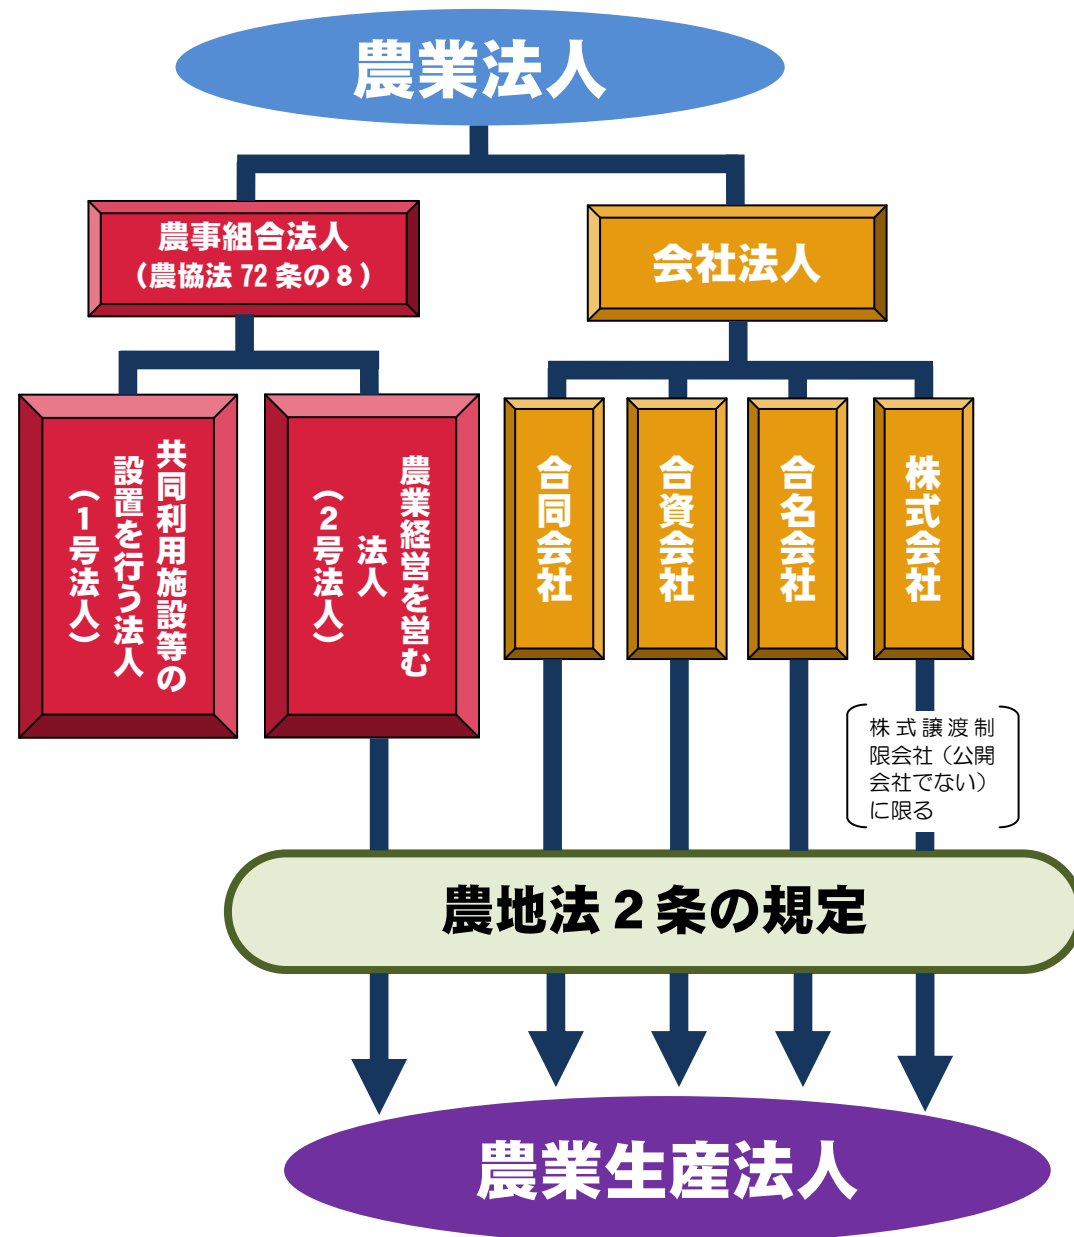 農業法人
農事組合法人
（農協法 72 条の 8 ）
会社法人
共同利用施設等の
設置を行う法人
（１号法人）
農業経営を営む
法人
（２号法人）
合同会社
合資会社
合名会社
株式会社
株式譲渡制
限会社（公開
会社でない）
に限る
農地法 2 条の規定
農業生産法人